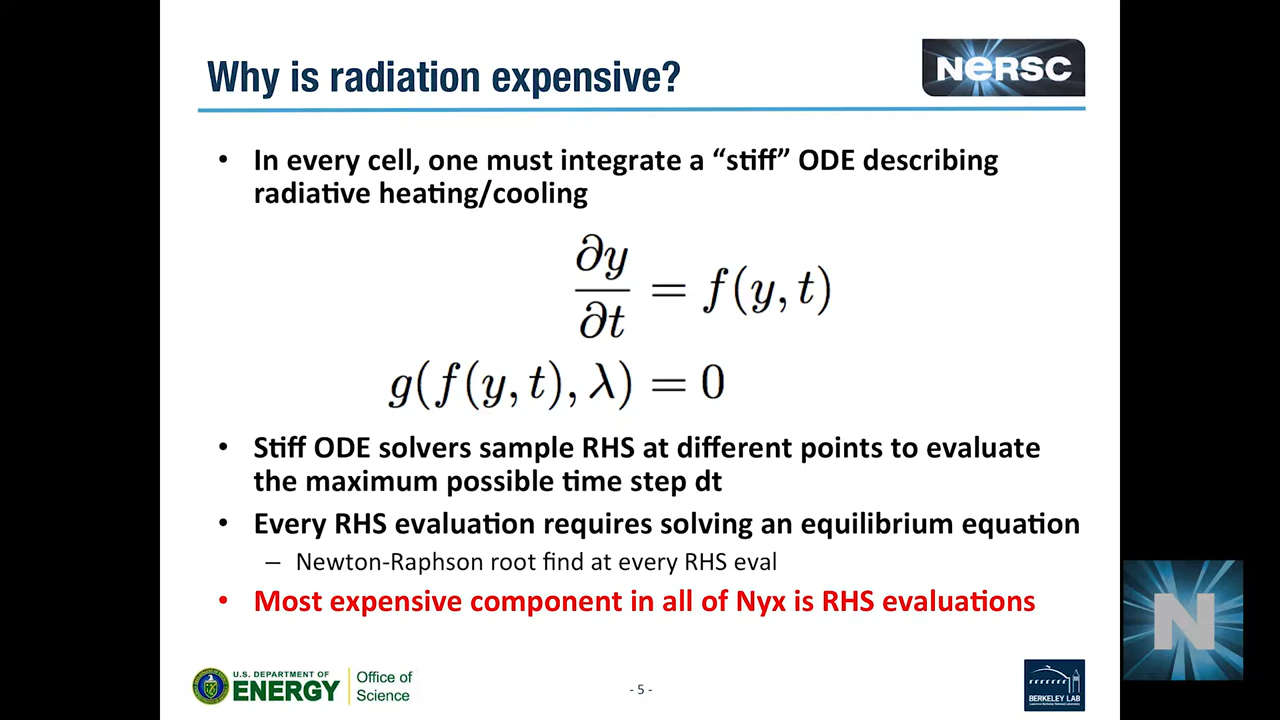 Why is radiation expensive?
NERSC
• In every cell, one must integrate a “stiff” ODE describing
radiative heating/cooling
∂y/∂t = f(y, t)
g(f(y, t), λ) = 0
• Stiff ODE solvers sample RHS at different points to evaluate
the maximum possible time step dt
• Every RHS evaluation requires solving an equilibrium equation
– Newton-Raphson root find at every RHS eval
• Most expensive component in all of Nyx is RHS evaluations
N
U.S. DEPARTMENT OF
ENERGY
Office of
Science
- 5 -
BERKELEY LAB